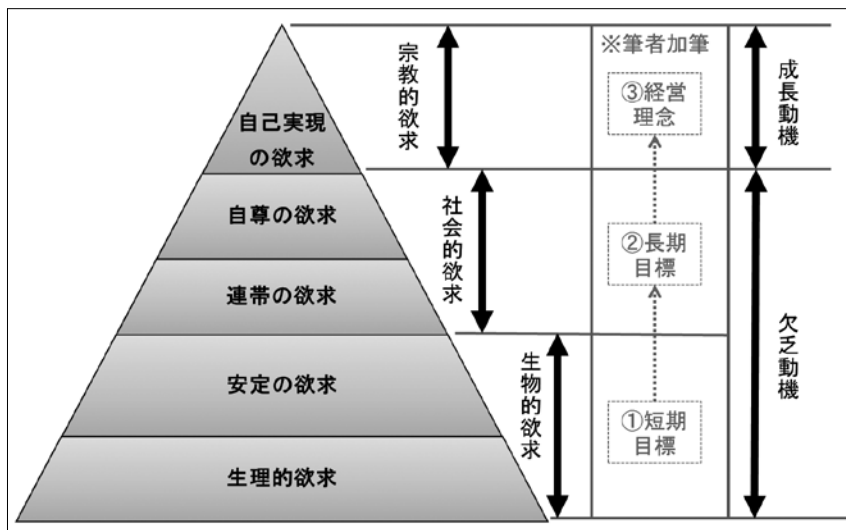 自己実現
の欲求
自尊の欲求
連帯の欲求
安定の欲求
生理的欲求
宗教的欲求
社会的欲求
生物的欲求
※筆者加筆
③経営
理念
②長期
目標
①短期
目標
成長動機
欠乏動機